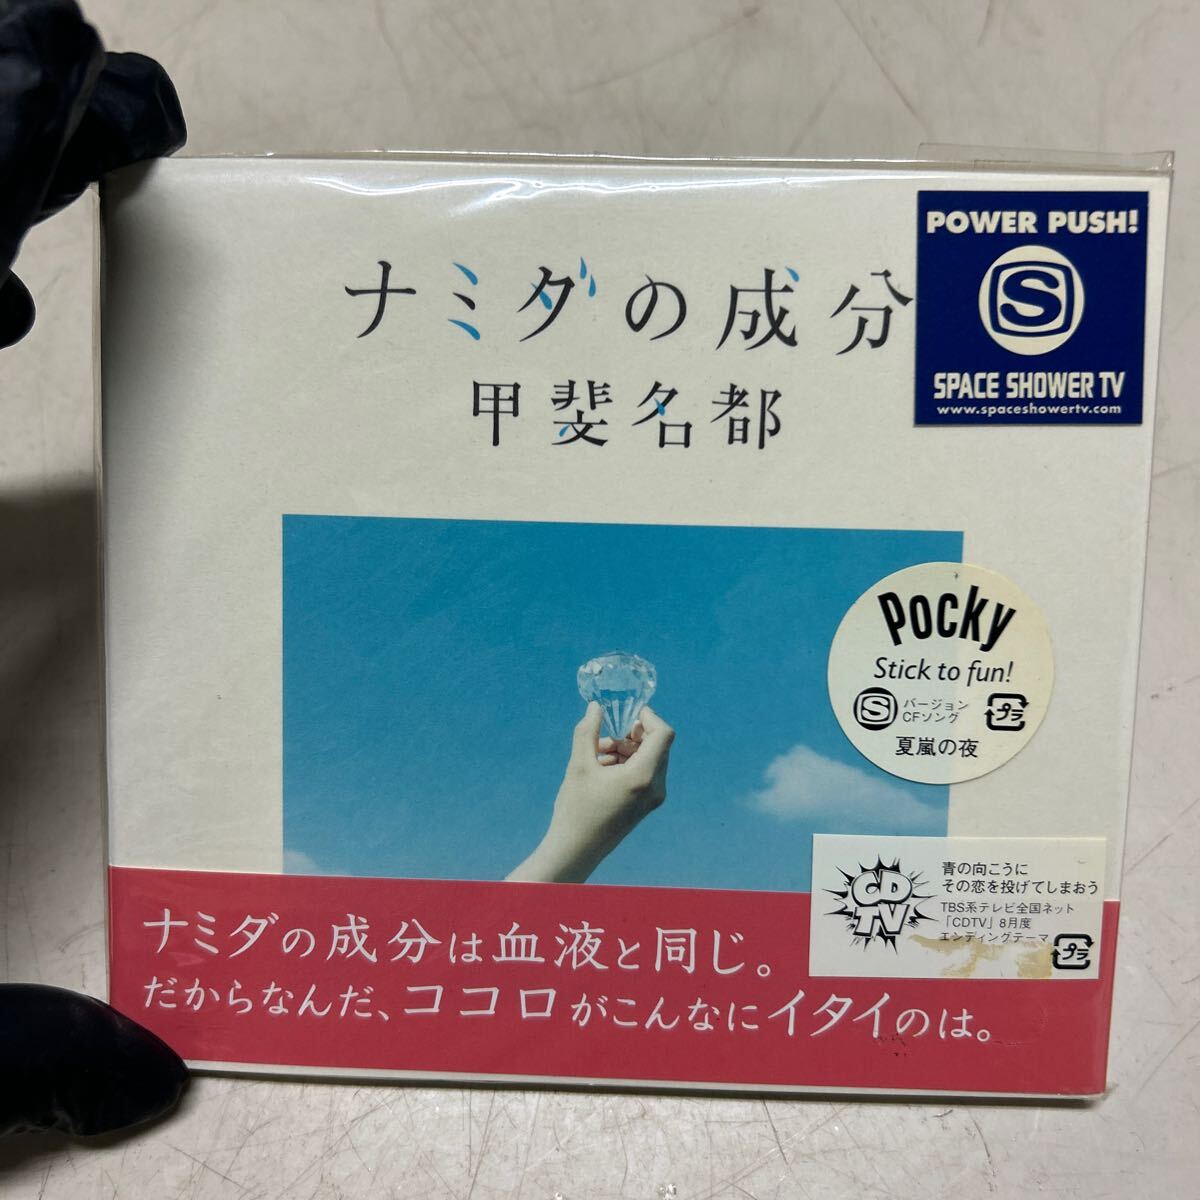 POWER PUSH!
S
SPACE SHOWER TV
www.spaceshowertv.com
ナミダの成分
甲斐名都
Pocky
Stick to fun!
S
バージョン
CFソング
プラ
夏嵐の夜
CD
TV
青の向こうに
その恋を投げてしまおう
TBS系テレビ全国ネット
「CDTV」8月度
エンディングテーマ
プラ
ナミダの成分は血液と同じ。
だからなんだ、ココロがこんなにイタイのは。